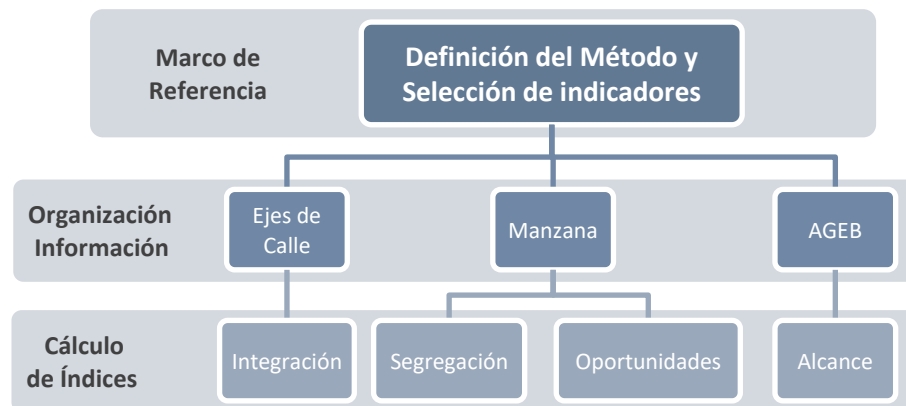 Marco de
Referencia
Definición del Método y
Selección de indicadores
Organización
Información
Ejes de
Calle
Manzana
AGEB
Cálculo
de Índices
Integración
Segregación
Oportunidades
Alcance